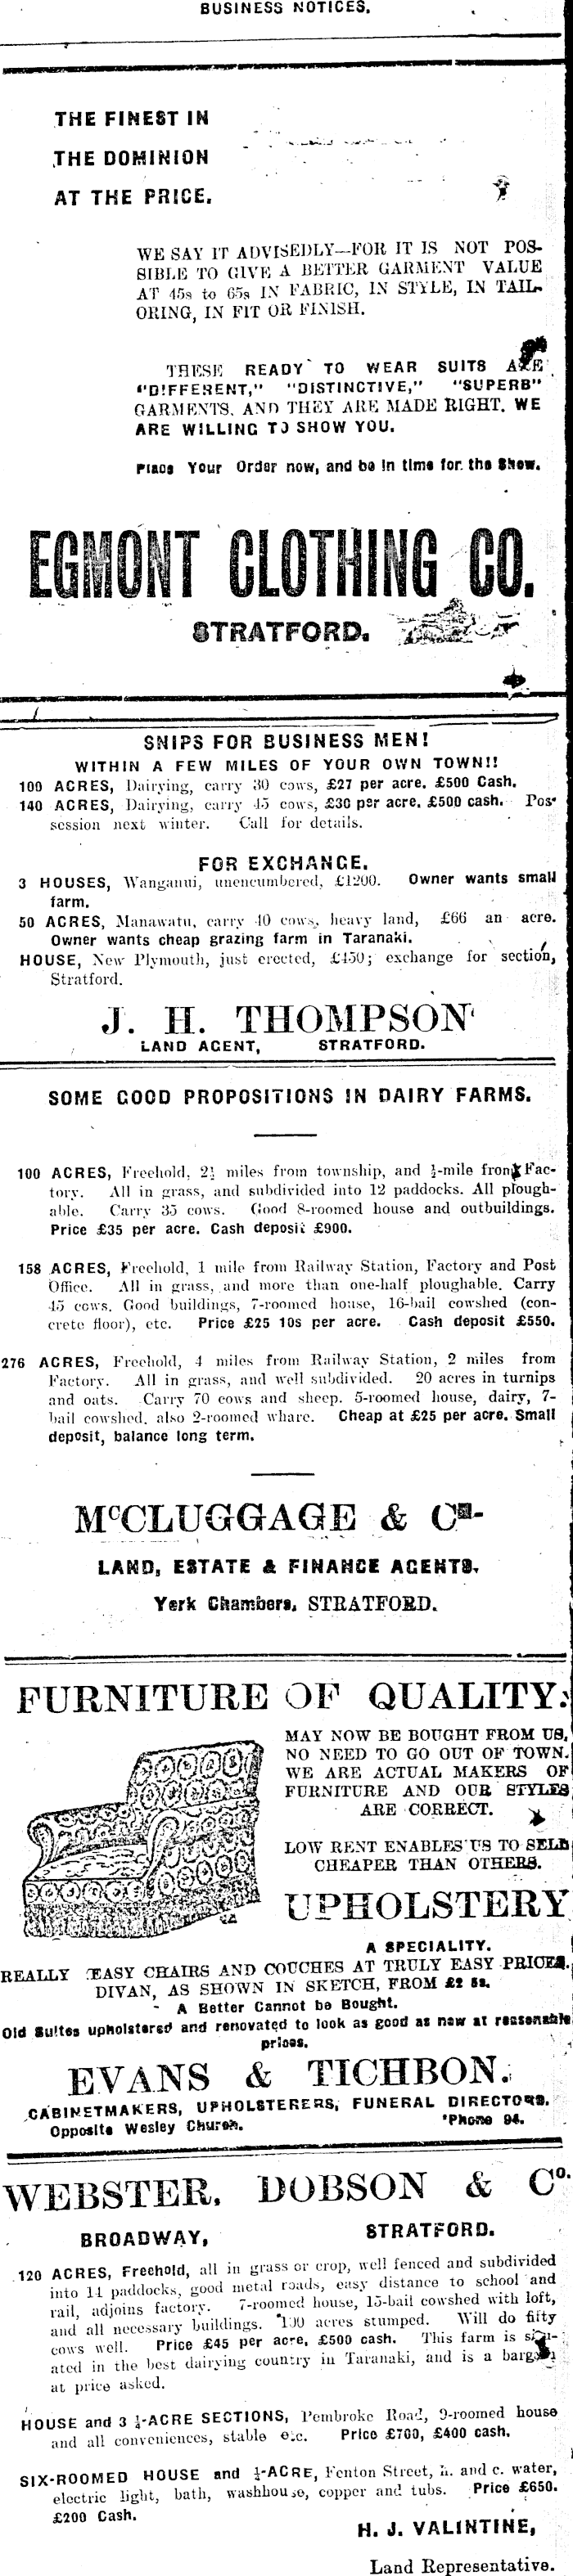 BUSINESS NOTICES.
THE FINEST IN
THE DOMINION
AT THE PRICE.
WE SAY IT ADVISEDLY—FOR IT IS NOT POS-
SIBLE TO GIVE A BETTER GARMENT VALUE
AT 45s to 65s IN FABRIC, IN STYLE, IN TAIL-
ORING, IN FIT OR FINISH.
THESE READY TO WEAR SUITS ARE
"DIFFERENT," "DISTINCTIVE," "SUPERB"
GARMENTS, AND THEY ARE MADE RIGHT. WE
ARE WILLING TO SHOW YOU.
Place Your Order now, and be in time for the Show.
EGMONT CLOTHING CO.
STRATFORD.
SNIPS FOR BUSINESS MEN!
WITHIN A FEW MILES OF YOUR OWN TOWN!!
100 ACRES, Dairying, carry 30 cows, £27 per acre. £500 Cash.
140 ACRES, Dairying, carry 45 cows, £30 per acre. £500 cash. Pos-
session next winter. Call for details.
FOR EXCHANGE.
3 HOUSES, Wanganui, unencumbered, £1200. Owner wants small
farm.
50 ACRES, Manawatu, carry 40 cows, heavy land, £66 an acre.
Owner wants cheap grazing farm in Taranaki.
HOUSE, New Plymouth, just erected, £450; exchange for section,
Stratford.
J. H. THOMPSON
LAND AGENT, STRATFORD.
SOME GOOD PROPOSITIONS IN DAIRY FARMS.
100 ACRES, Freehold, 2½ miles from township, and ½-mile from Fac-
tory. All in grass, and subdivided into 12 paddocks. All plough-
able. Carry 35 cows. Good 8-roomed house and outbuildings.
Price £35 per acre. Cash deposit £900.
158 ACRES, Freehold, 1 mile from Railway Station, Factory and Post
Office. All in grass, and more than one-half ploughable. Carry
45 cows. Good buildings, 7-roomed house, 16-bail cowshed (con-
crete floor), etc. Price £25 10s per acre. Cash deposit £550.
276 ACRES, Freehold, 4 miles from Railway Station, 2 miles from
Factory. All in grass, and well subdivided. 20 acres in turnips
and oats. Carry 70 cows and sheep. 5-roomed house, dairy, 7-
bail cowshed, also 2-roomed whare. Cheap at £25 per acre. Small
deposit, balance long term.
McCLUGGAGE & Co.
LAND, ESTATE & FINANCE AGENTS,
York Chambers, STRATFORD.
FURNITURE OF QUALITY.
MAY NOW BE BOUGHT FROM US,
NO NEED TO GO OUT OF TOWN.
WE ARE ACTUAL MAKERS OF
FURNITURE AND OUR STYLES
ARE CORRECT.
LOW RENT ENABLES US TO SELL
CHEAPER THAN OTHERS.
UPHOLSTERY
A SPECIALITY.
REALLY EASY CHAIRS AND COUCHES AT TRULY EASY PRICES.
DIVAN, AS SHOWN IN SKETCH, FROM £2 5s.
A Better Cannot be Bought.
Old Suites upholstered and renovated to look as good as new at reasonable
prices.
EVANS & TICHBON.
CABINETMAKERS, UPHOLSTERERS, FUNERAL DIRECTORS.
Opposite Wesley Church. 'Phone 94.
WEBSTER, DOBSON & Co.
BROADWAY, STRATFORD.
120 ACRES, Freehold, all in grass or crop, well fenced and subdivided
into 14 paddocks, good metal roads, easy distance to school and
rail, adjoins factory. 7-roomed house, 15-bail cowshed with loft,
and all necessary buildings. 100 acres stumped. Will do fifty
cows well. Price £45 per acre, £500 cash. This farm is situ-
ated in the best dairying country in Taranaki, and is a bargain
at price asked.
HOUSE and 3 ¼-ACRE SECTIONS, Pembroke Road, 9-roomed house
and all conveniences, stable etc. Price £700, £400 cash.
SIX-ROOMED HOUSE and ¼-ACRE, Fenton Street, h. and c. water,
electric light, bath, washhouse, copper and tubs. Price £650.
£200 Cash.
H. J. VALINTINE,
Land Representative.